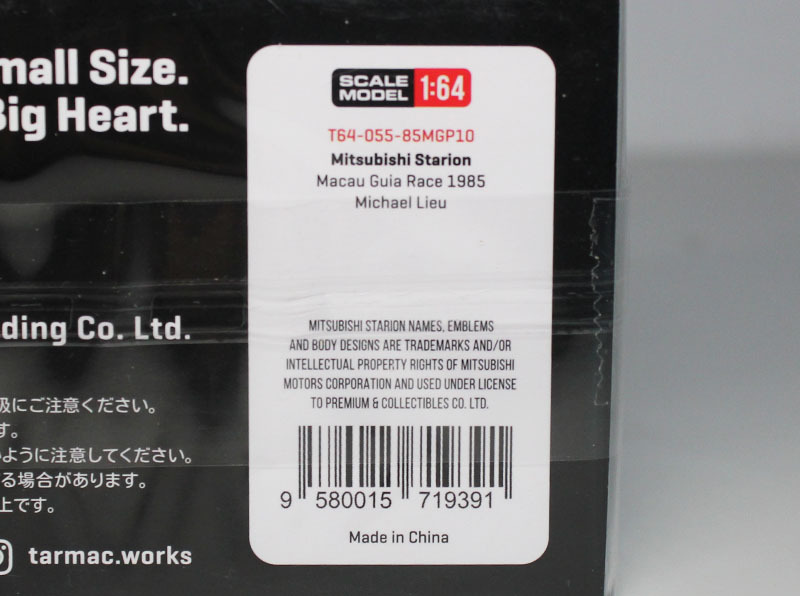 mall Size.
Big Heart.
ding Co. Ltd.
扱にご注意ください。
す。
ように注意してください。
る場合があります。
上です。
tarmac.works
SCALE
MODEL 1:64
T64-055-85MGP10
Mitsubishi Starion
Macau Guia Race 1985
Michael Lieu
MITSUBISHI STARION NAMES, EMBLEMS
AND BODY DESIGNS ARE TRADEMARKS AND/OR
INTELLECTUAL PROPERTY RIGHTS OF MITSUBISHI
MOTORS CORPORATION AND USED UNDER LICENSE
TO PREMIUM & COLLECTIBLES CO. LTD.
9 580015 719391
Made in China